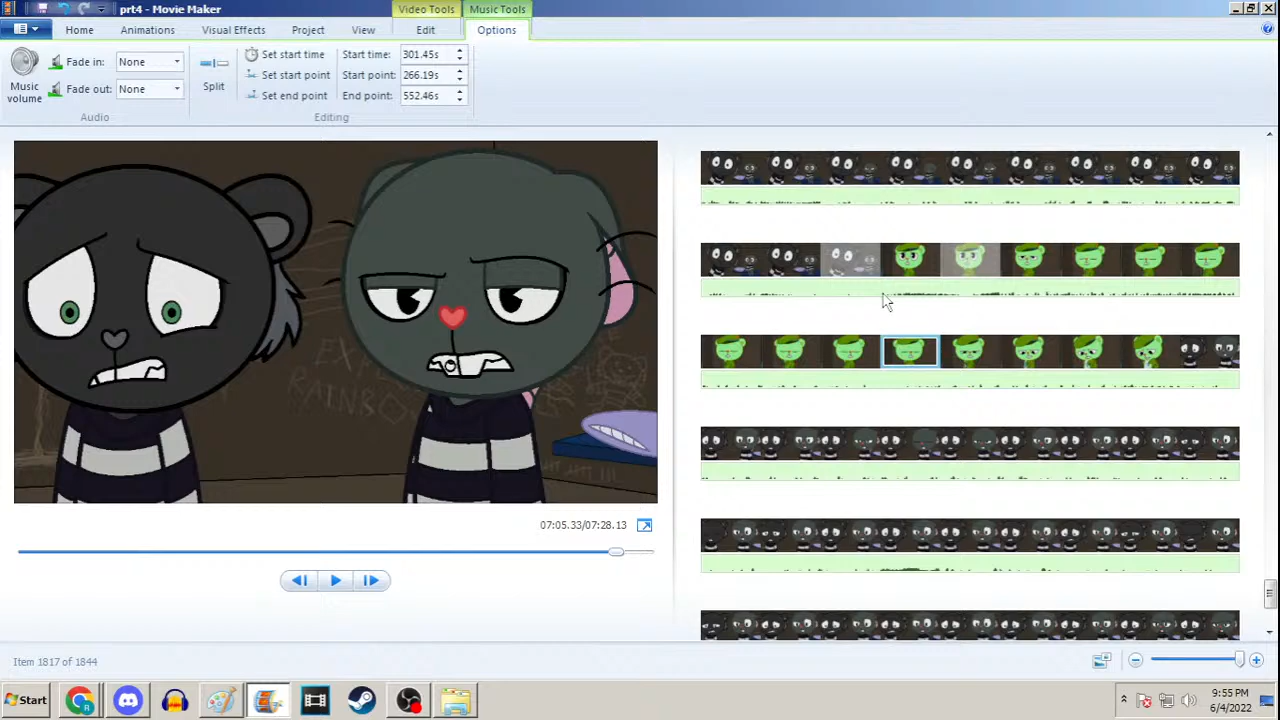 prt4 - Movie Maker
Video Tools
Music Tools
Home
Animations
Visual Effects
Project
View
Edit
Options
Music volume
Fade in:
None
Fade out:
None
Audio
Split
Set start time
Set start point
Set end point
Start time:
301.45s
Start point:
266.19s
End point:
552.46s
Editing
RAINBO
07:05.33/07:28.13
Item 1817 of 1844
Start
9:55 PM
6/4/2022